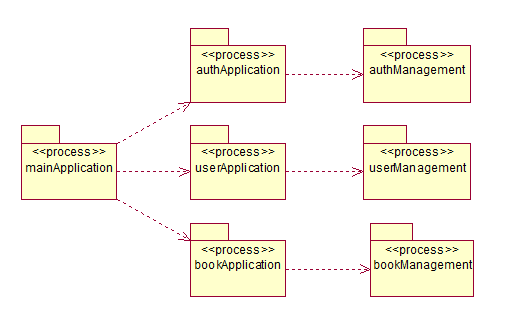 <<process>>
authApplication
<<process>>
authManagement
<<process>>
mainApplication
<<process>>
userApplication
<<process>>
userManagement
<<process>>
bookApplication
<<process>>
bookManagement